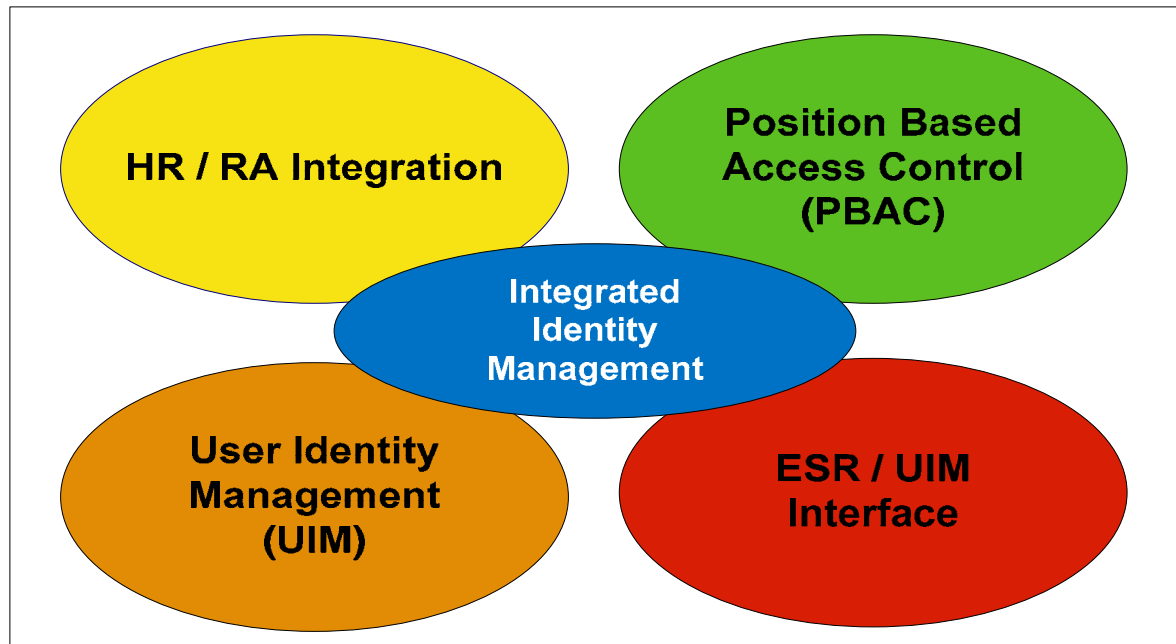 HR / RA Integration
Position Based
Access Control
(PBAC)
Integrated
Identity
Management
User Identity
Management
(UIM)
ESR / UIM
Interface